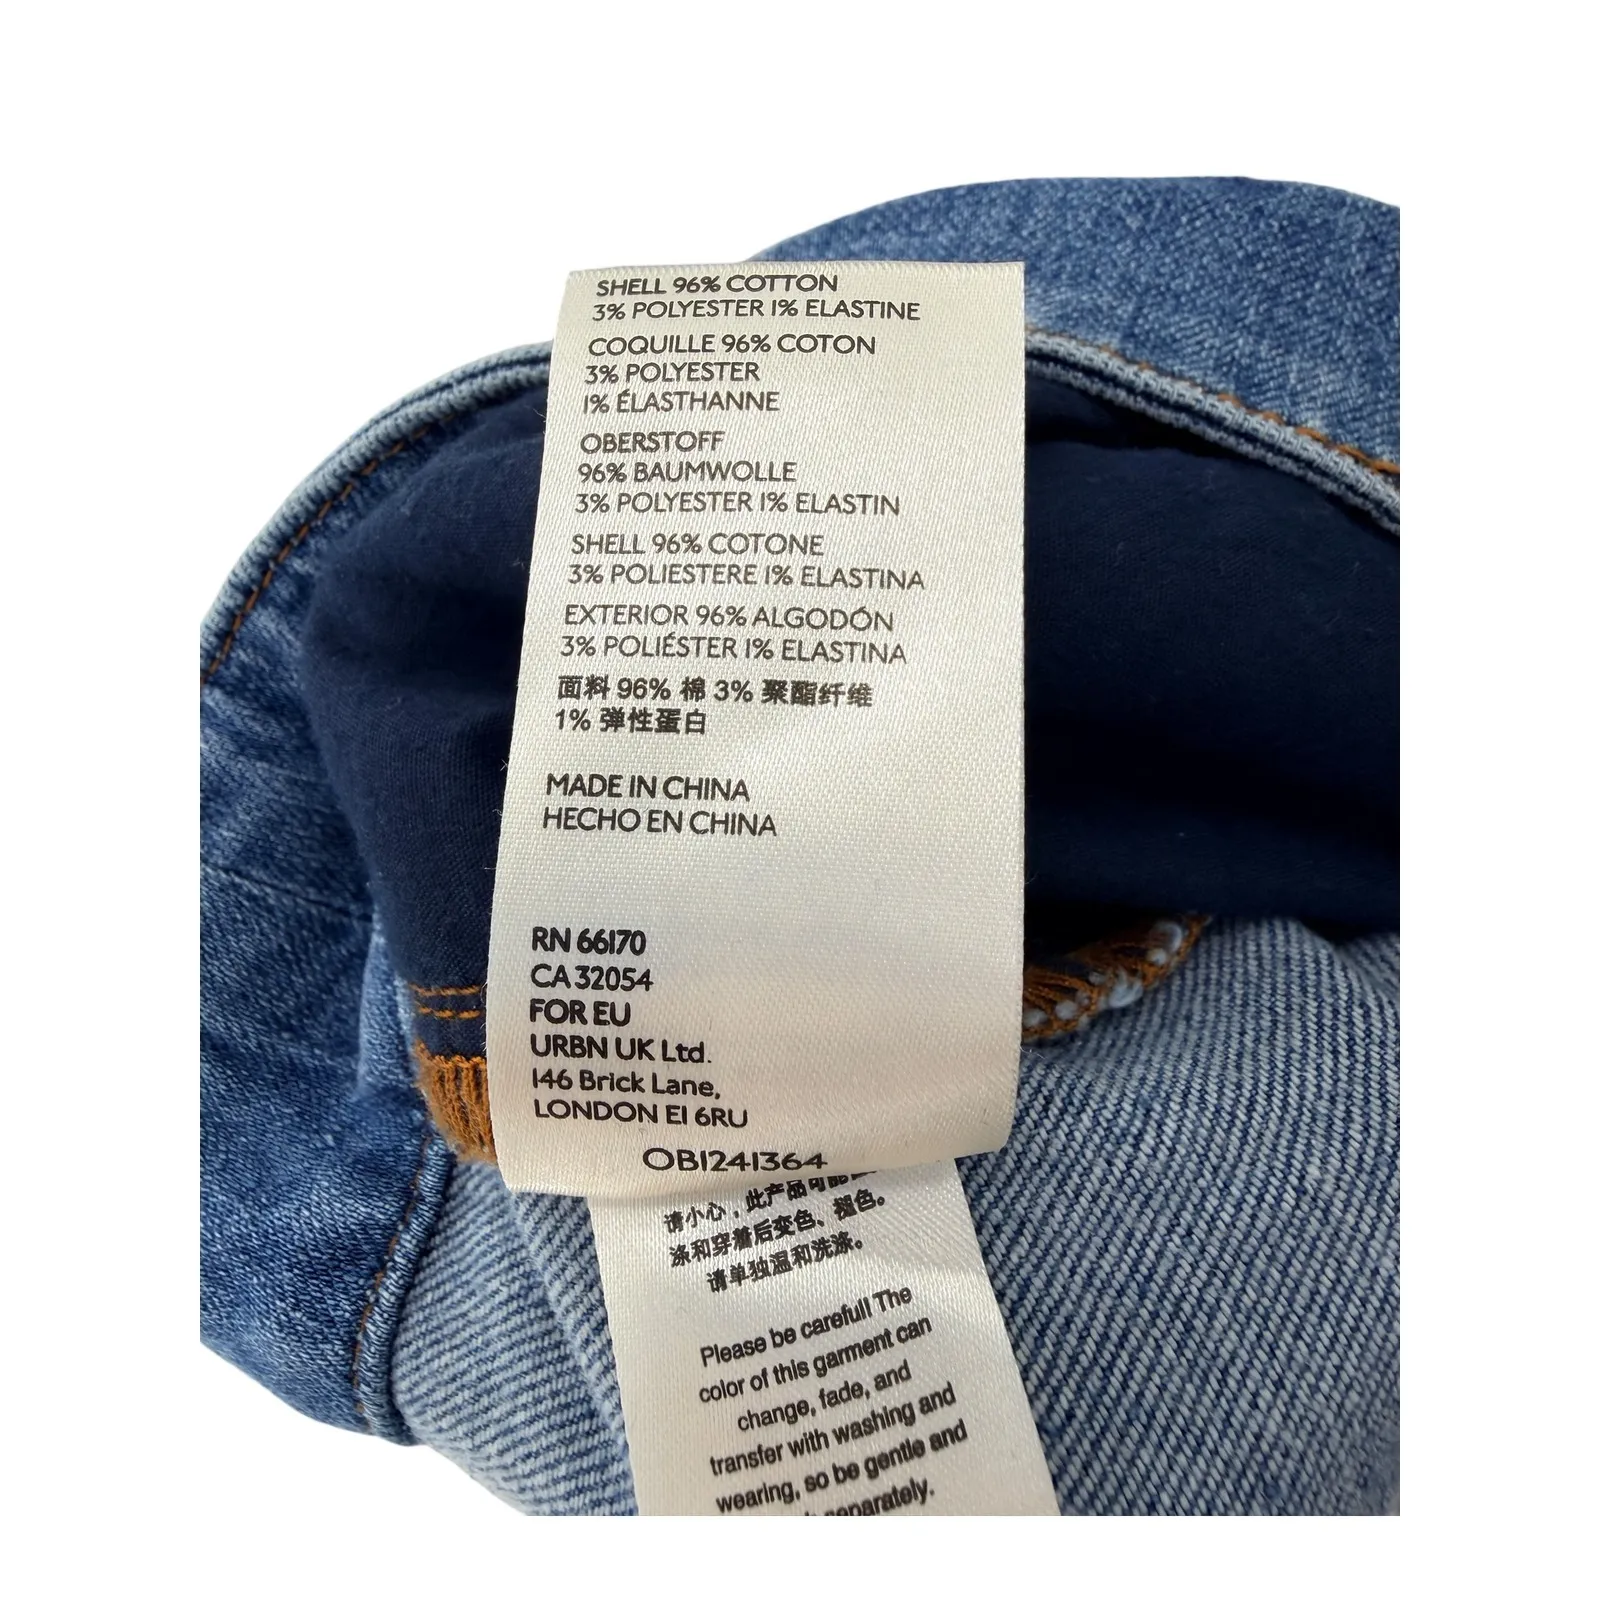 SHELL 96% COTTON
3% POLYESTER 1% ELASTINE
COQUILLE 96% COTON
3% POLYESTER
1% ÉLASTHANNE
OBERSTOFF
96% BAUMWOLLE
3% POLYESTER 1% ELASTIN
SHELL 96% COTONE
3% POLIESTERE 1% ELASTINA
EXTERIOR 96% ALGODÓN
3% POLIÉSTER 1% ELASTINA
面料 96% 棉 3% 聚酯纤维
1% 弹性蛋白
MADE IN CHINA
HECHO EN CHINA
RN 66170
CA 32054
FOR EU
URBN UK Ltd.
146 Brick Lane,
LONDON E1 6RU
OB1241364
请小心，此产品可能
涤和穿着后变色、褪色。
请单独温和洗涤。
Please be careful! The
color of this garment can
change, fade, and
transfer with washing and
wearing, so be gentle and
separately.